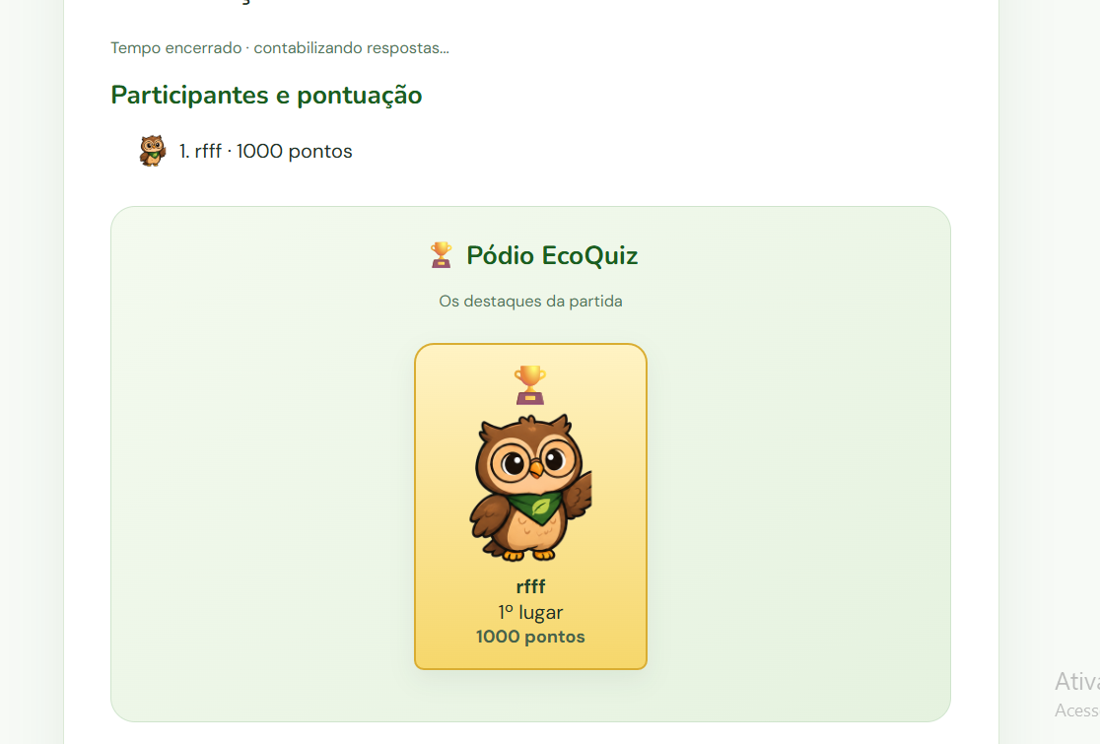 Tempo encerrado · contabilizando respostas...
Participantes e pontuação
1. rfff · 1000 pontos
Pódio EcoQuiz
Os destaques da partida
rfff
1º lugar
1000 pontos